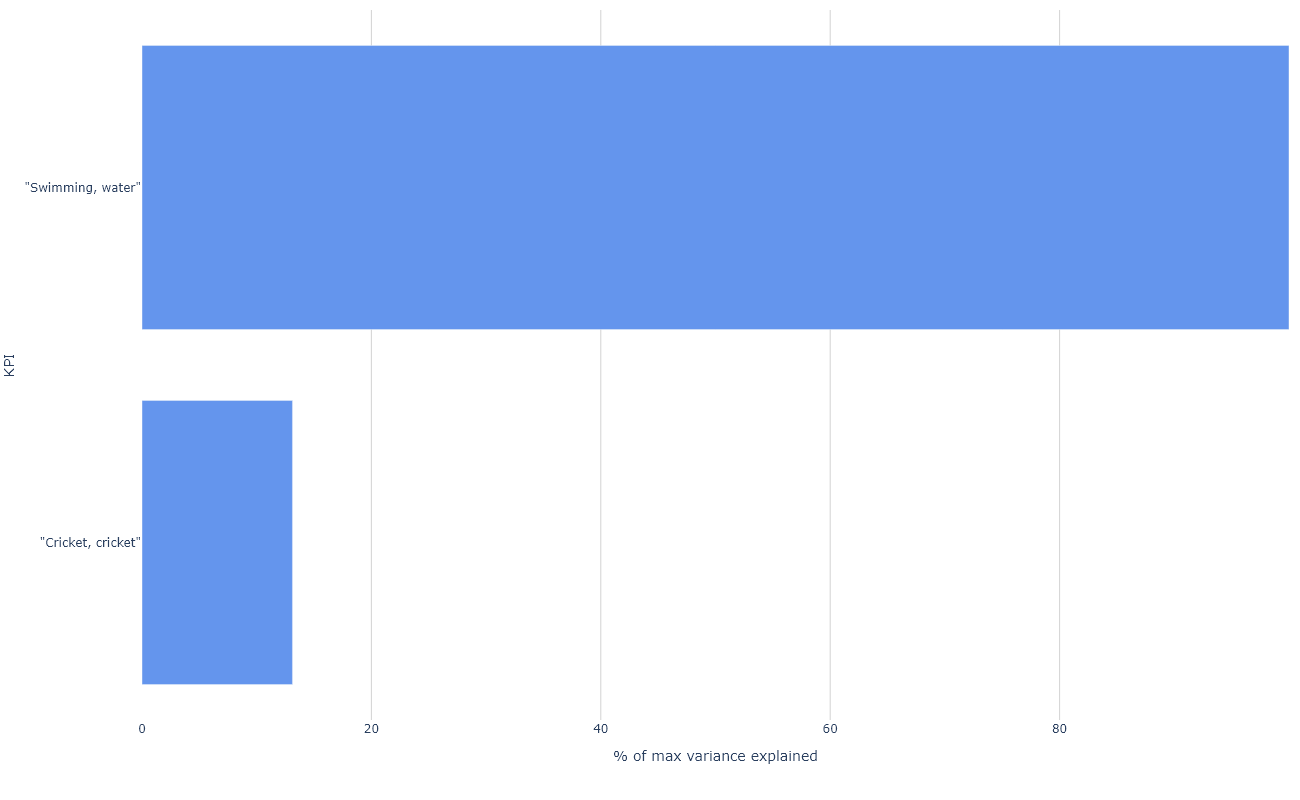 "Swimming, water"
KPI
"Cricket, cricket"
0 20 40 60 80
% of max variance explained